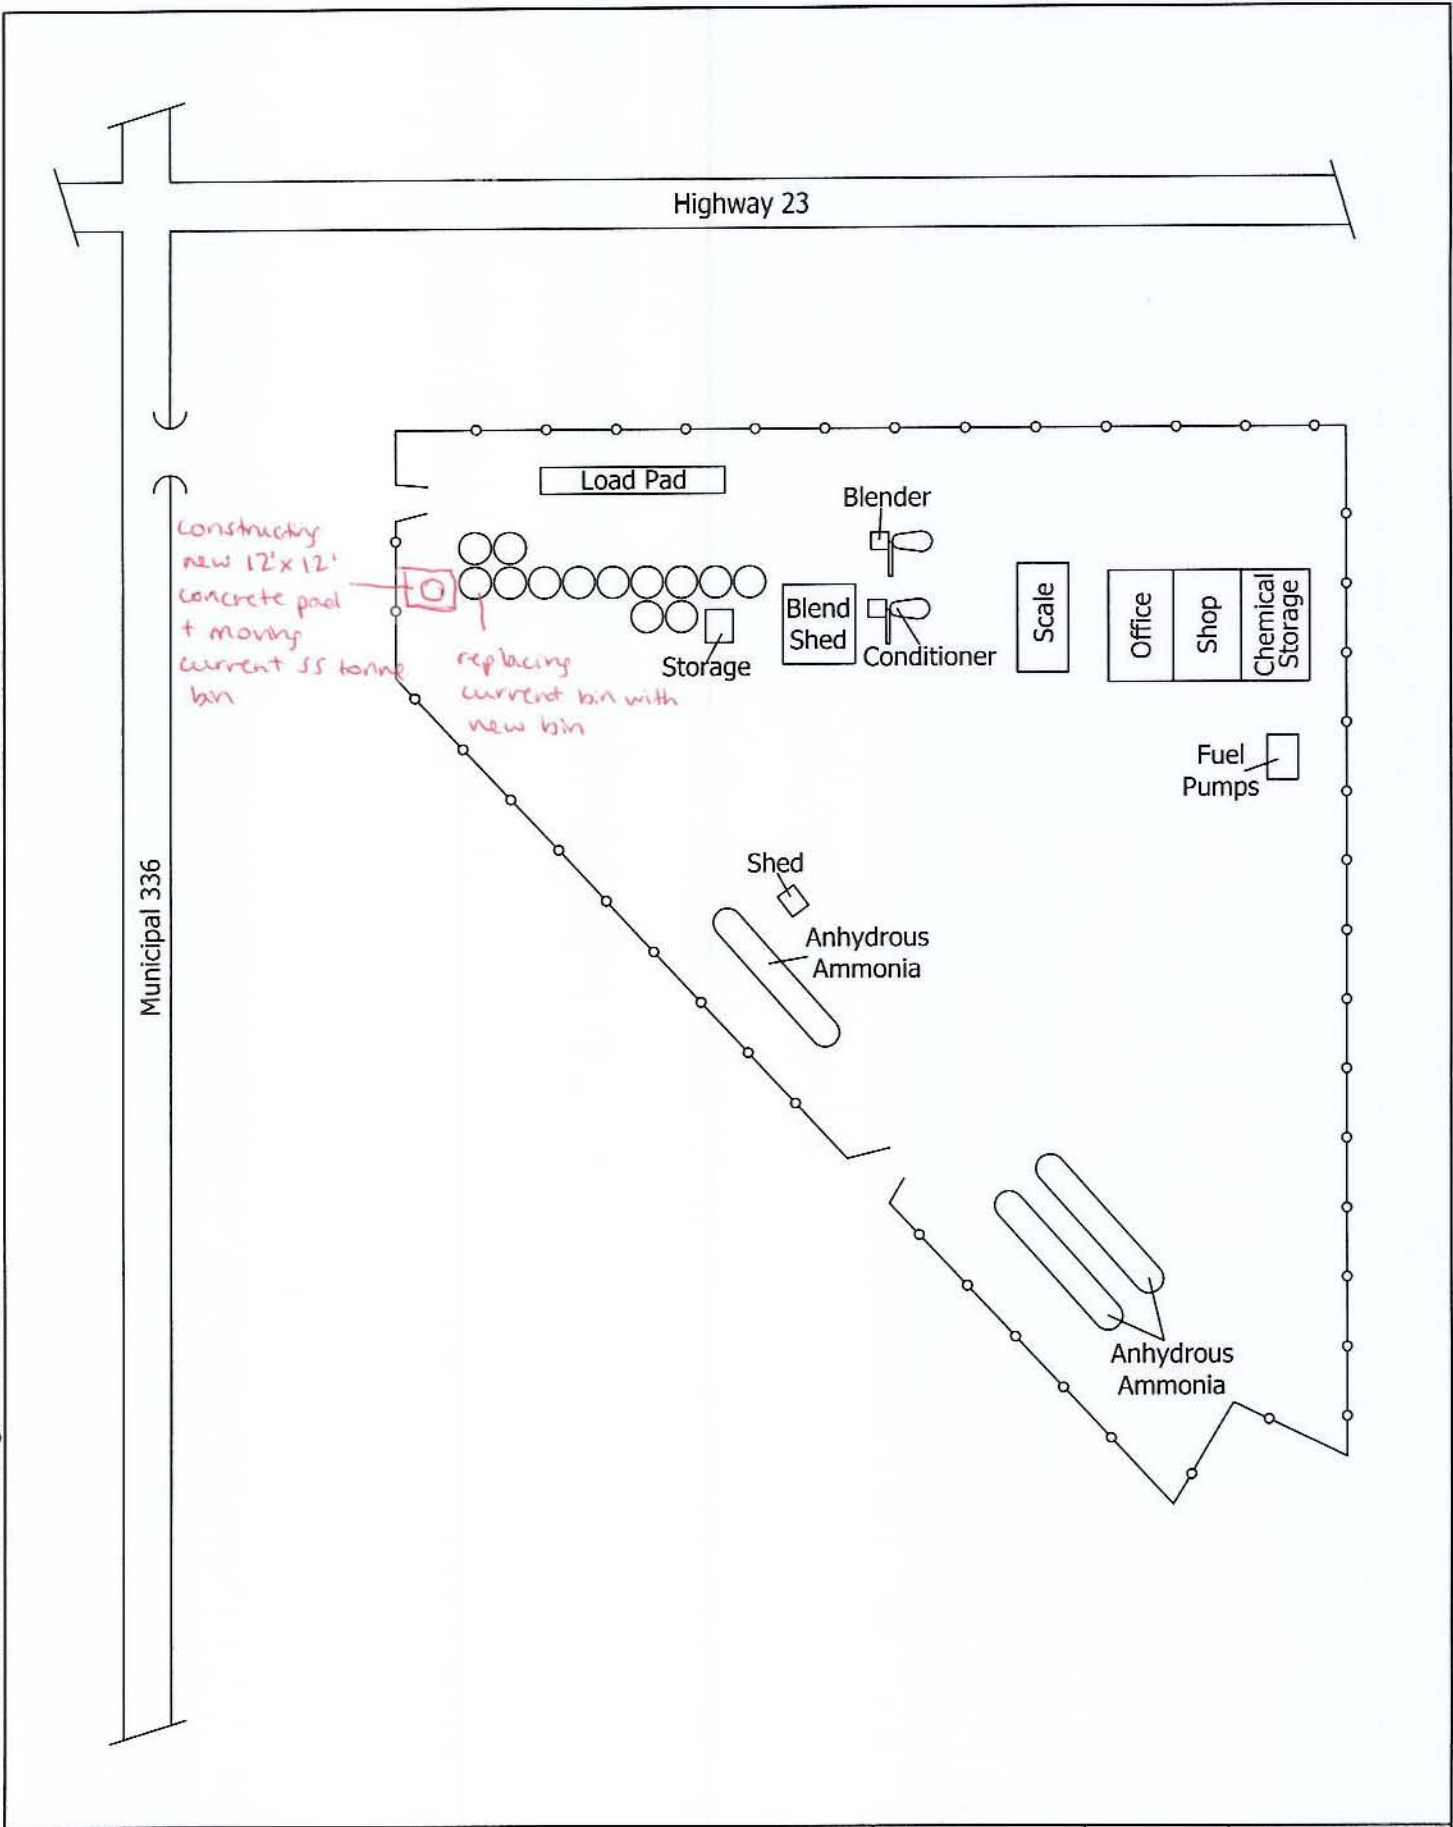 Highway 23
Load Pad
Blender
Constructing
new 12'x12'
concrete pad
+ moving
current 55 tonne
bin
replacing
current bin with
new bin
Storage
Blend
Shed
Conditioner
Scale
Office
Shop
Chemical
Storage
Fuel
Pumps
Municipal 336
Shed
Anhydrous
Ammonia
Anhydrous
Ammonia